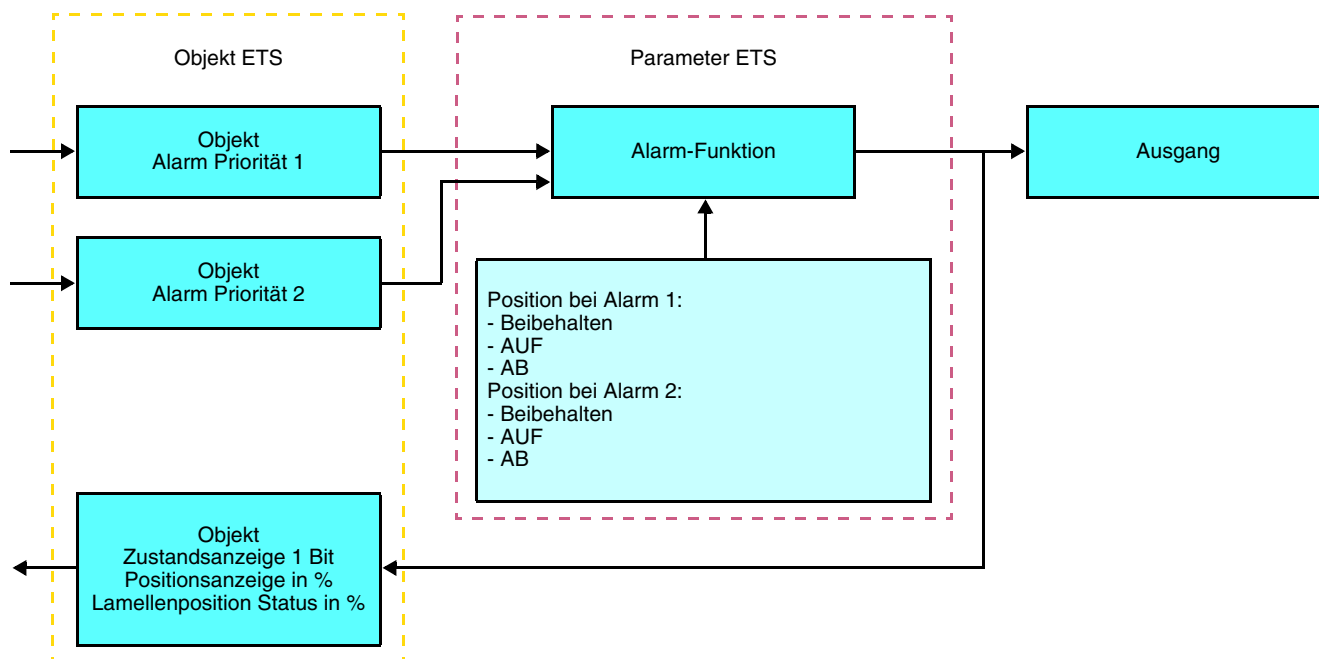 Objekt ETS
Parameter ETS
Objekt
Alarm Priorität 1
Alarm-Funktion
Ausgang
Objekt
Alarm Priorität 2
Position bei Alarm 1:
- Beibehalten
- AUF
- AB
Position bei Alarm 2:
- Beibehalten
- AUF
- AB
Objekt
Zustandsanzeige 1 Bit
Positionsanzeige in %
Lamellenposition Status in %